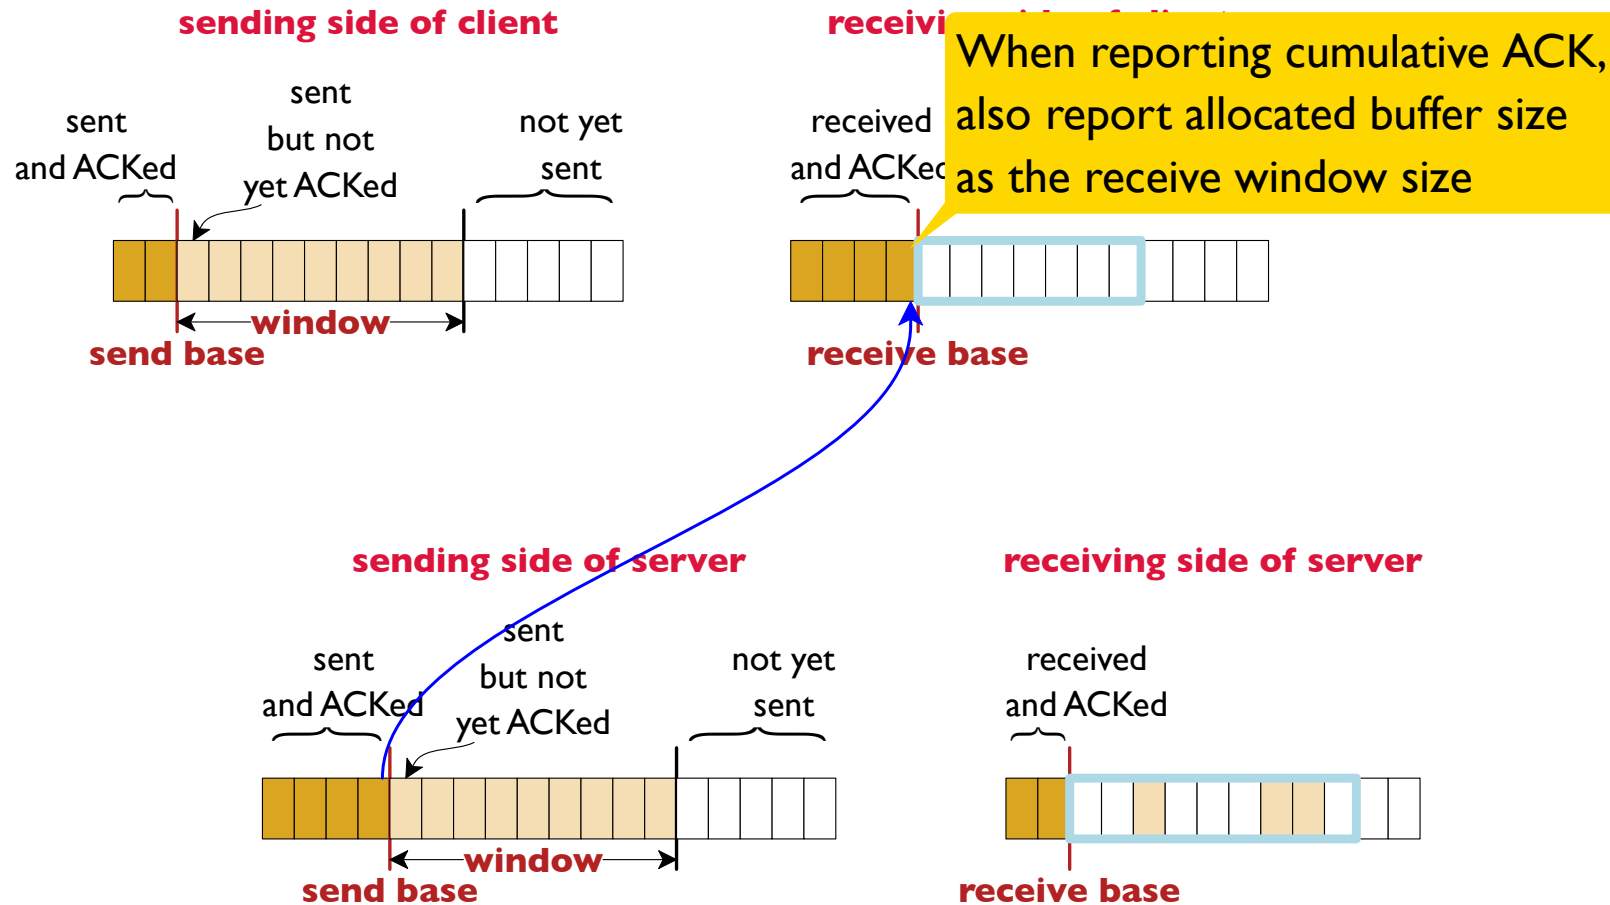 sending side of client
sent
and ACKed
sent
but not
yet ACKed
not yet
sent
window
send base
When reporting cumulative ACK,
also report allocated buffer size
as the receive window size
received
and ACKed
receive base
sending side of server
sent
and ACKed
sent
but not
yet ACKed
not yet
sent
window
send base
receiving side of server
received
and ACKed
receive base